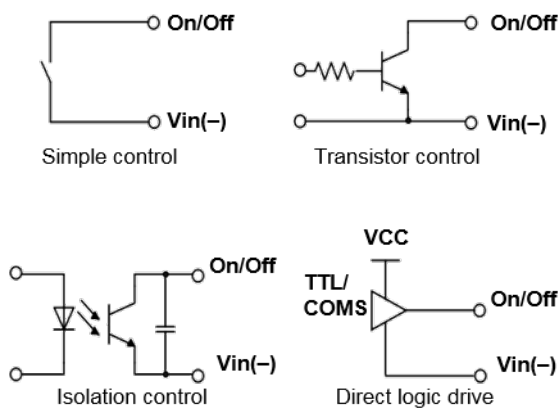 On/Off
Vin(–)
Simple control
On/Off
Vin(–)
Transistor control
On/Off
Vin(–)
Isolation control
VCC
TTL/
COMS
On/Off
Vin(–)
Direct logic drive